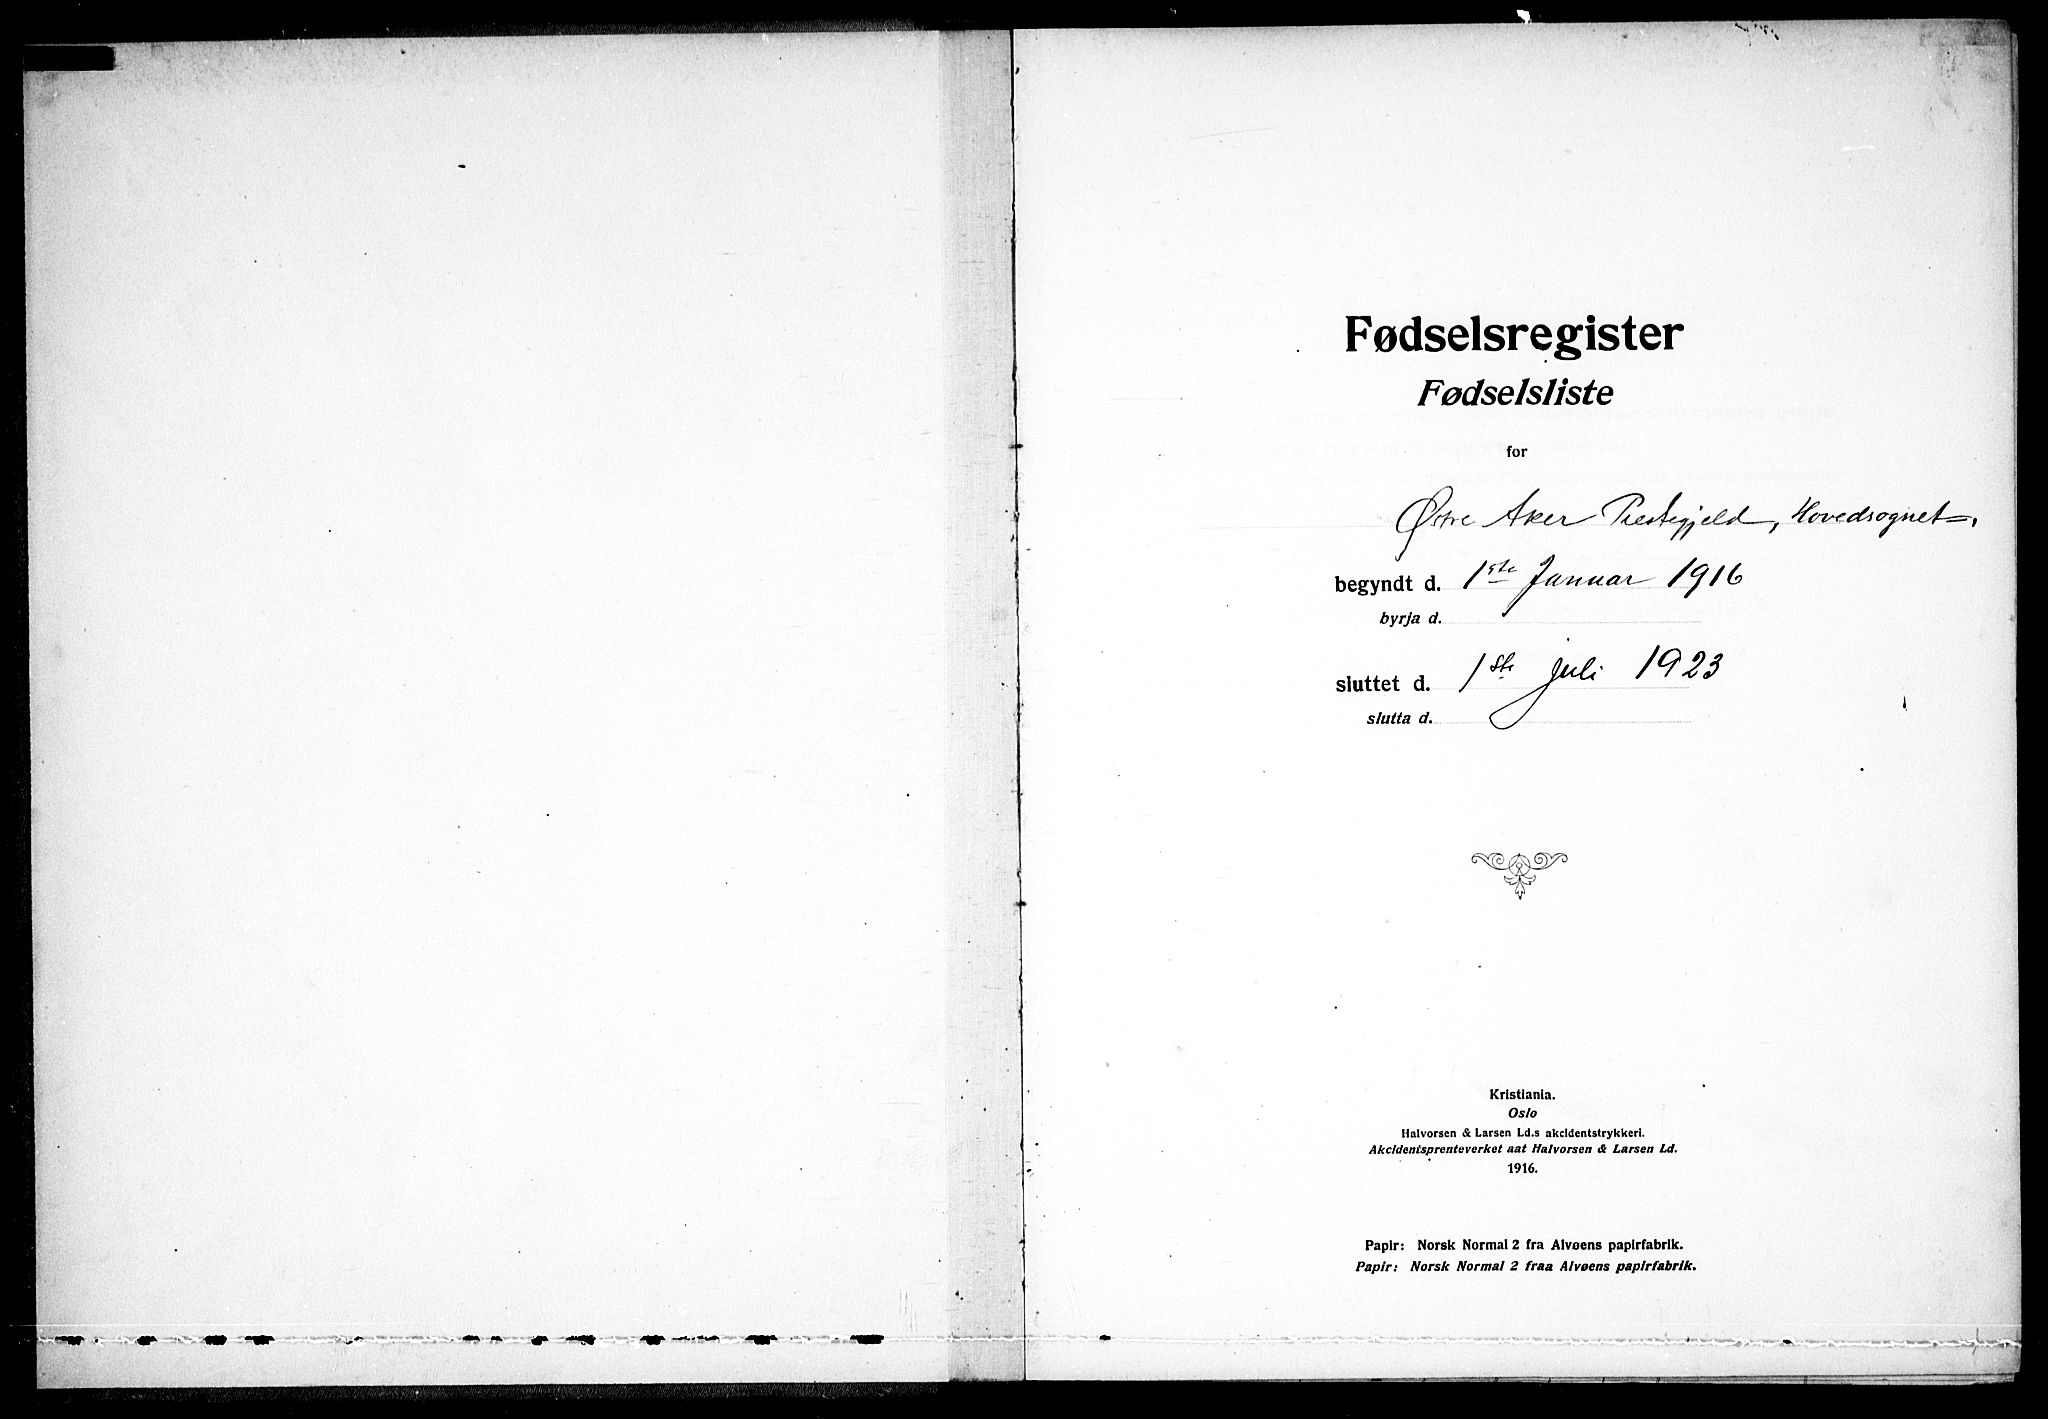 Fødselsregister
Fødselsliste
for
Østre Aker Prestegjeld, Hovedsognet.
begyndt d. 1ste Januar 1916
byrja d.
sluttet d. 1ste juli 1923
slutta d.
Kristiania.
Oslo
Halvorsen & Larsen Ld.s akcidentstrykkeri.
Akcidentsprenteverket aat Halvorsen & Larsen Ld.
1916.
Papir: Norsk Normal 2 fra Alvøens papirfabrik.
Papir: Norsk Normal 2 fraa Alvøens papirfabrik.